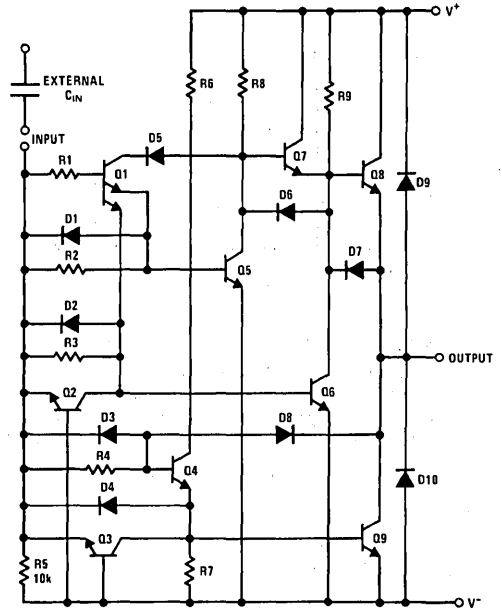 V+
EXTERNAL
CIN
INPUT
R6
R8
R9
D5
Q7
R1
Q1
Q8
D9
D1
D6
R2
Q5
D7
D2
OUTPUT
R3
Q2
Q6
D3
D8
R4
Q4
D10
D4
Q3
Q9
R5
10k
R7
V-